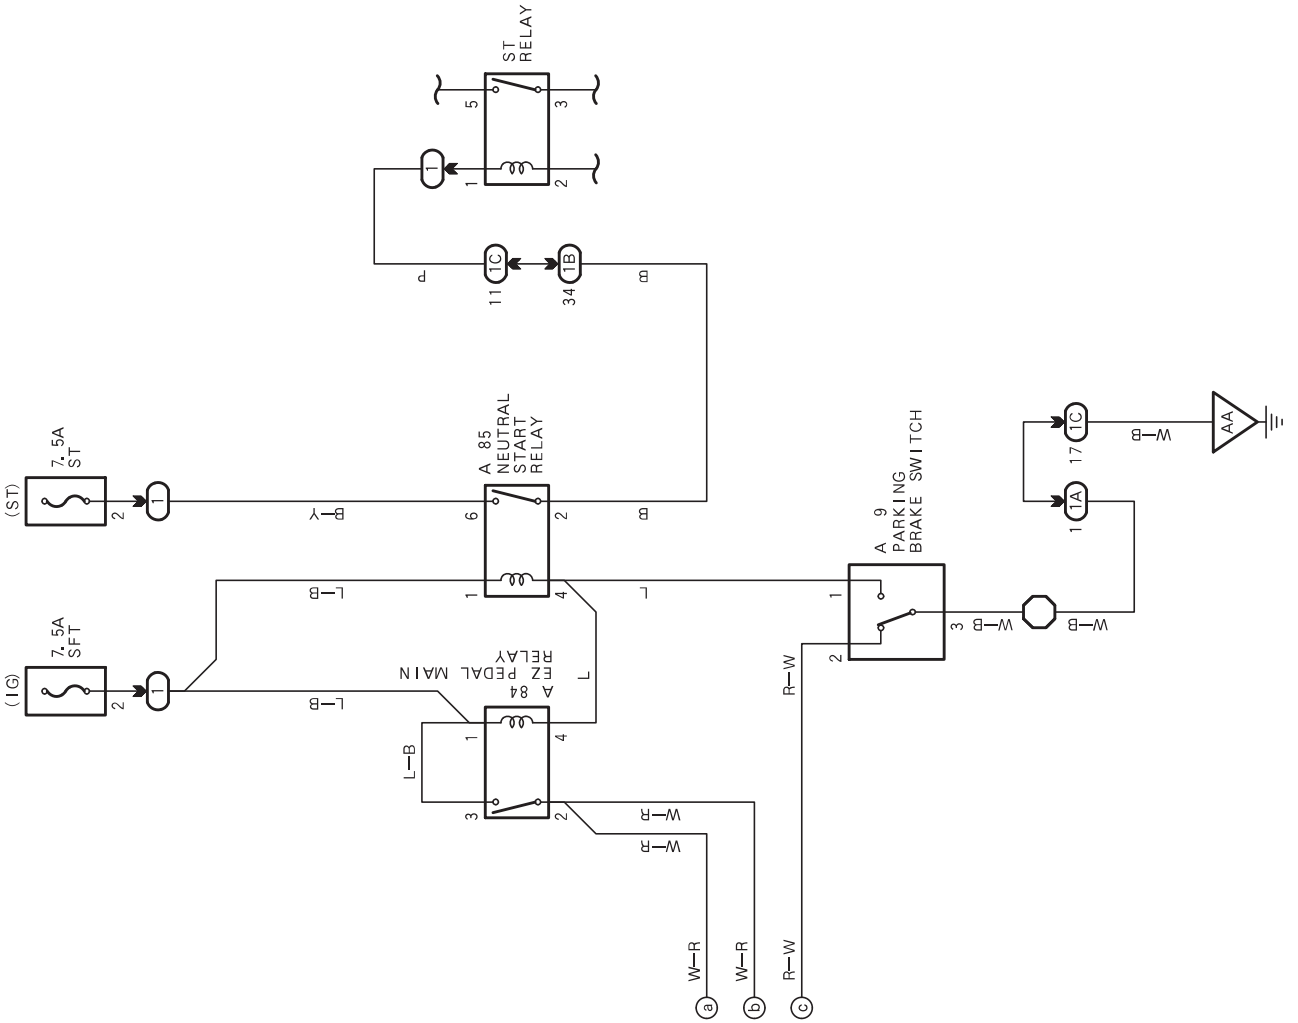 (IG)
7.5A
SFT
2
1
(ST)
7.5A
ST
2
1
L-B
L-B
B-Y
L-B
A 84
EZ PEDAL MAIN
RELAY
3
1
2
4
A 85
NEUTRAL
START
RELAY
1
6
4
2
ST
RELAY
1
5
2
3
1
P
11
1C
34
1B
B
B
L
L
W-R
W-R
W-R
W-R
R-W
R-W
a
b
c
A 9
PARKING
BRAKE SWITCH
2
1
3
W-B
W-B
1
1A
17
1C
W-B
AA